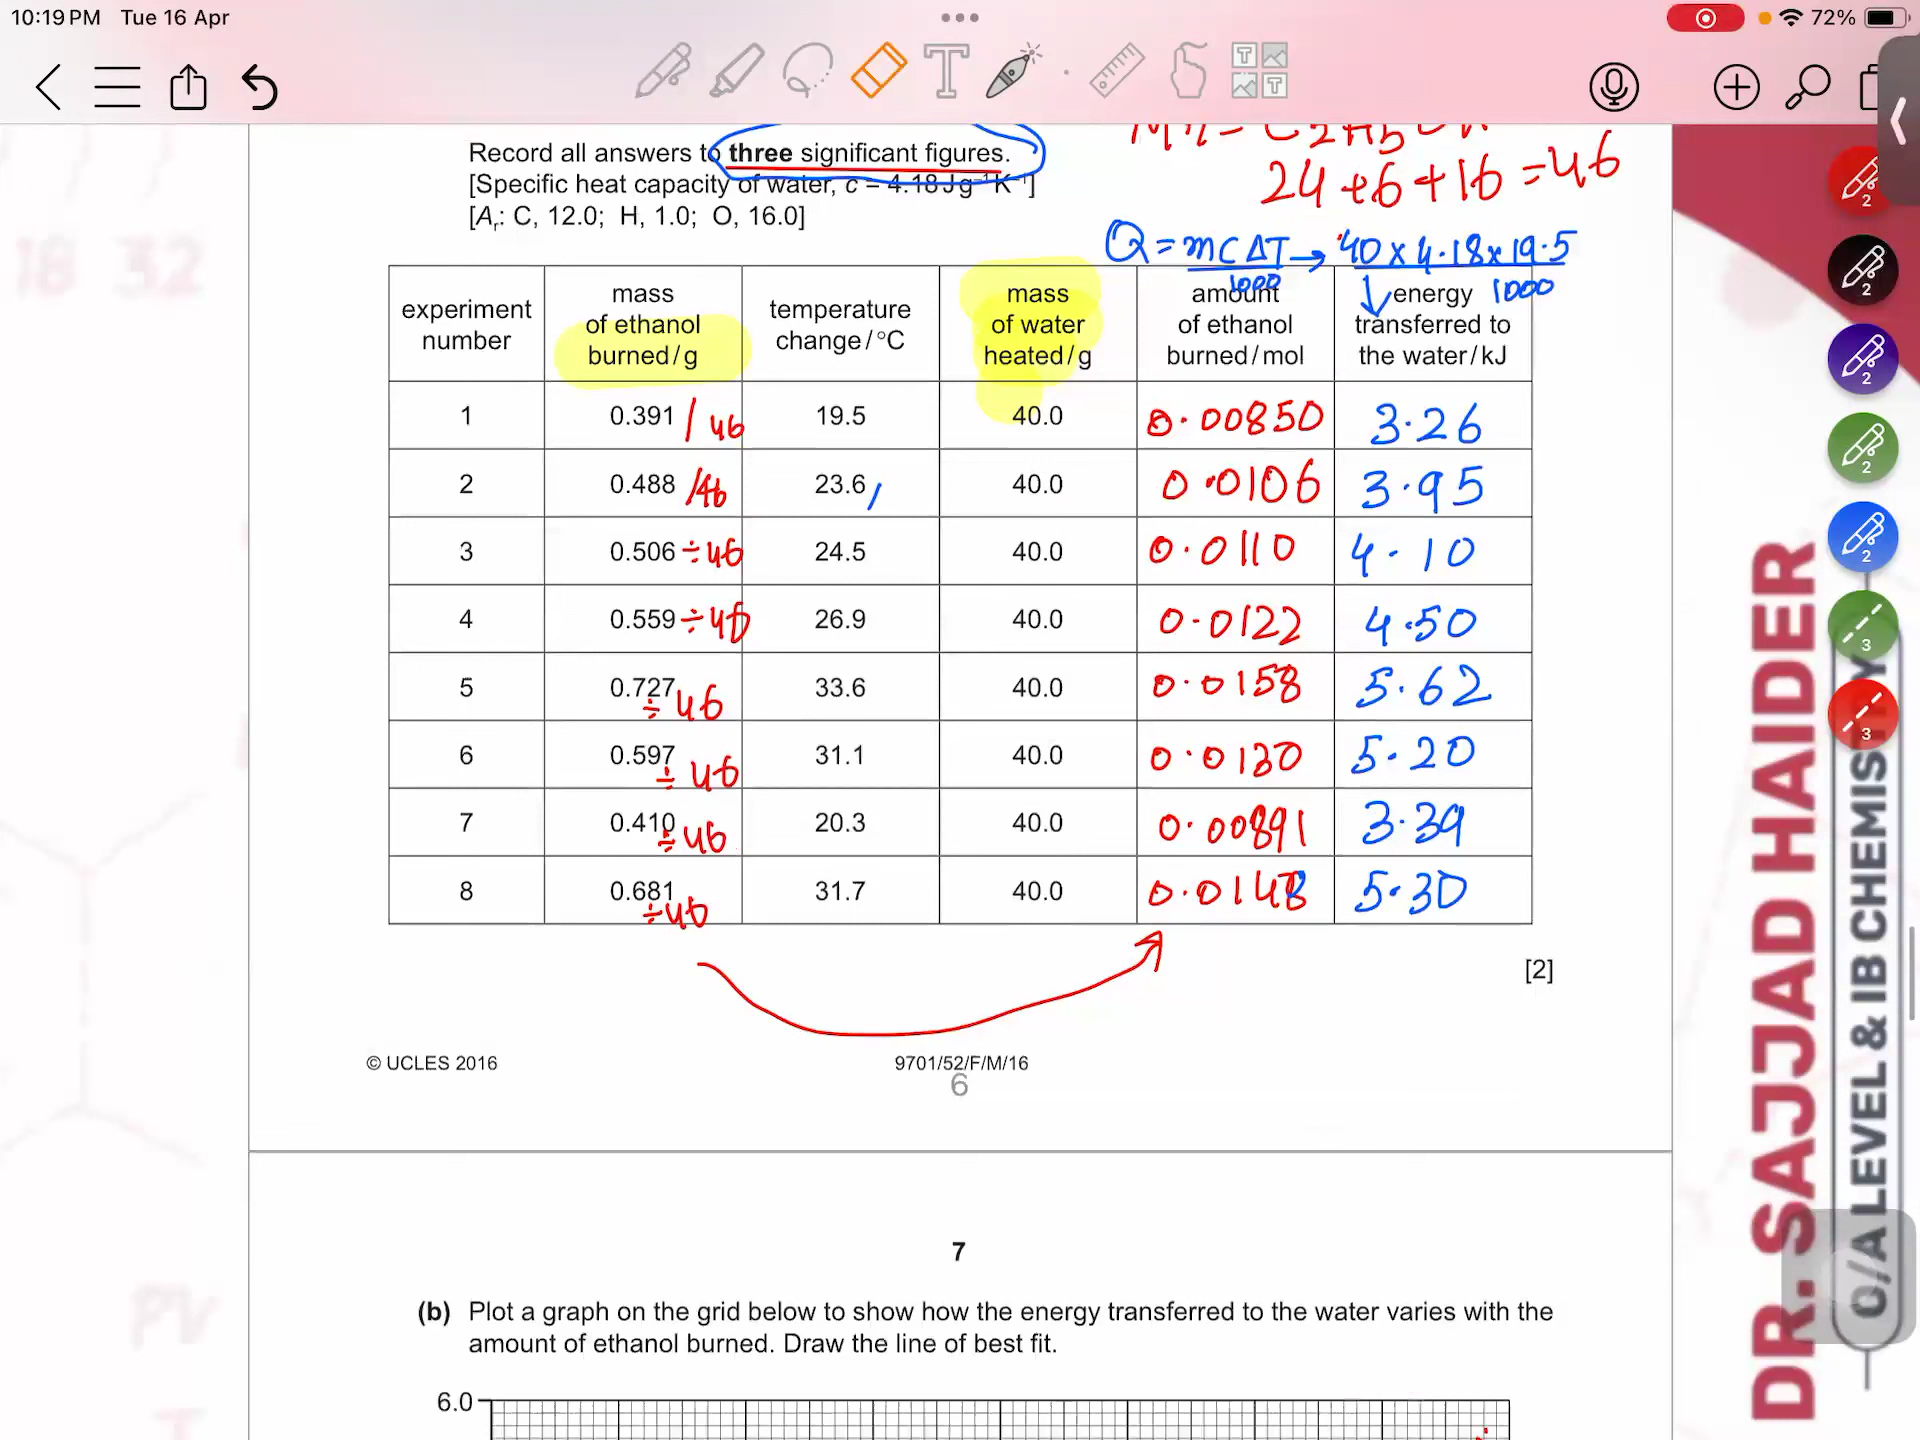 10:19 PM Tue 16 Apr
72%
Record all answers to three significant figures.
[Specific heat capacity of water, c = 4.18 J g⁻¹ K⁻¹]
[Aᵣ: C, 12.0; H, 1.0; O, 16.0]
24 + 6 + 16 = 46
Q = mcΔT → 40 x 4.18 x 19.5
1000 1000
experiment number mass of ethanol burned / g temperature change / °C mass of water heated / g amount of ethanol burned / mol energy transferred to the water / kJ
1 0.391 / 46 19.5 40.0 0.00850 3.26
2 0.488 /46 23.6 40.0 0.0106 3.95
3 0.506 ÷46 24.5 40.0 0.0110 4.10
4 0.559 ÷46 26.9 40.0 0.0122 4.50
5 0.727 ÷ 46 33.6 40.0 0.0158 5.62
6 0.597 ÷ 46 31.1 40.0 0.0130 5.20
7 0.410 ÷ 46 20.3 40.0 0.00891 3.39
8 0.681 ÷46 31.7 40.0 0.0148 5.30
[2]
© UCLES 2016 9701/52/F/M/16
6
7
(b) Plot a graph on the grid below to show how the energy transferred to the water varies with the
amount of ethanol burned. Draw the line of best fit.
6.0
DR. SAJJAD HAIDER
O/A LEVEL & IB CHEMISTRY
18 32
PV
2
2
2
2
2
3
3